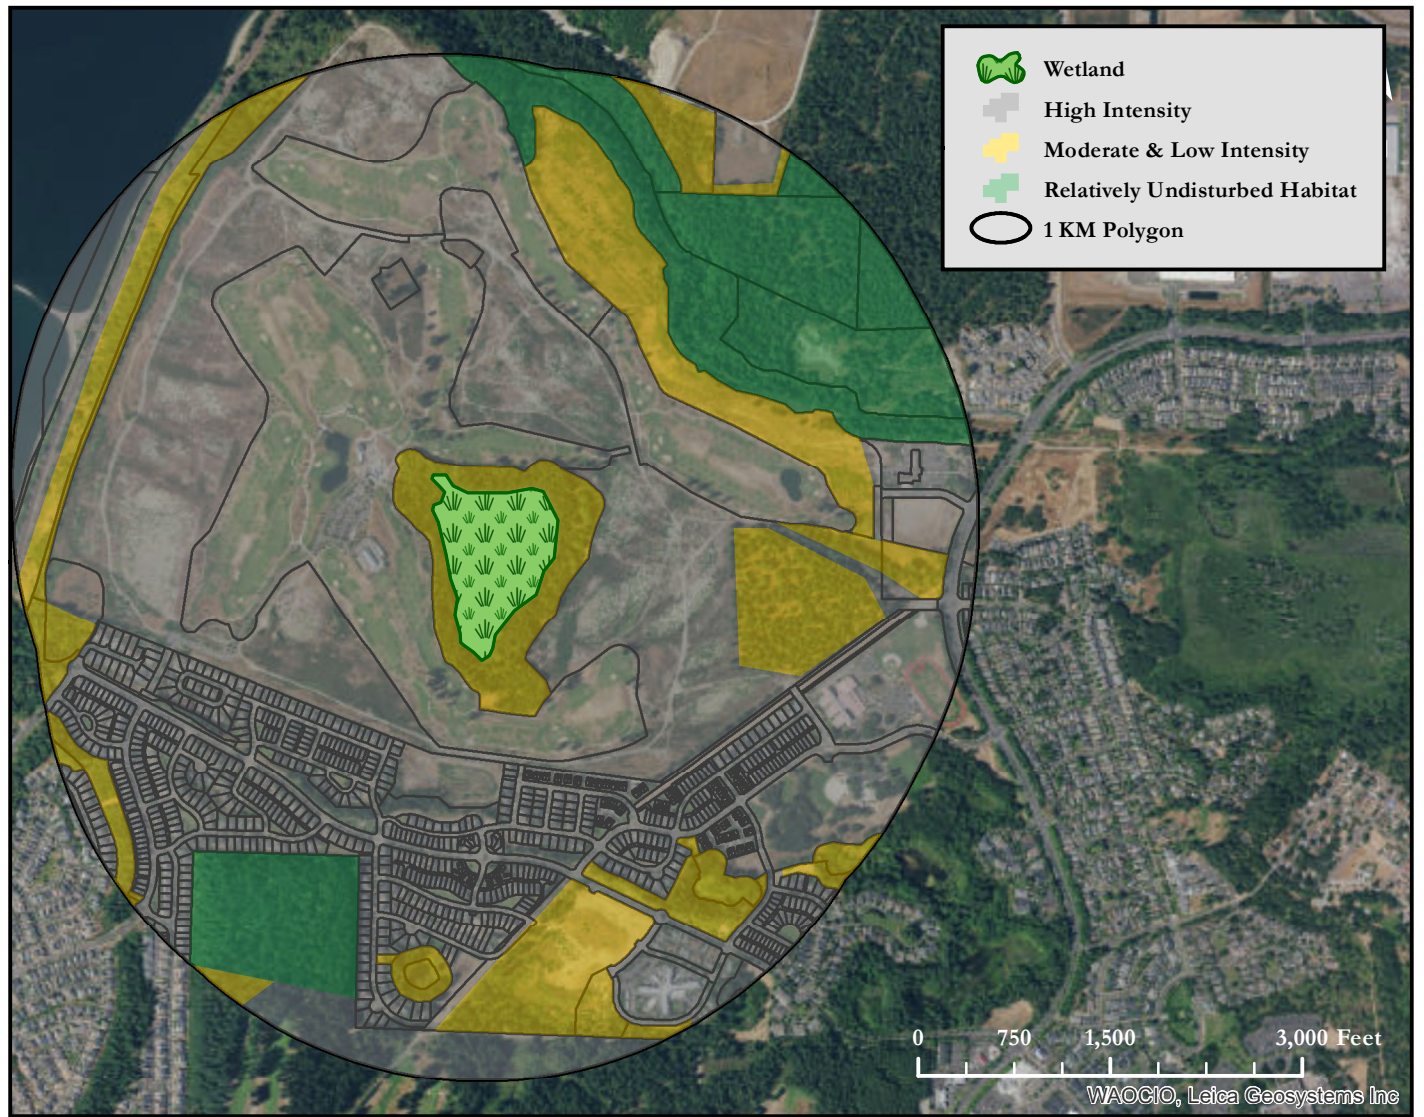 Wetland
High Intensity
Moderate & Low Intensity
Relatively Undisturbed Habitat
1 KM Polygon
0 750 1,500 3,000 Feet
WAOCIO, Leica Geosystems Inc